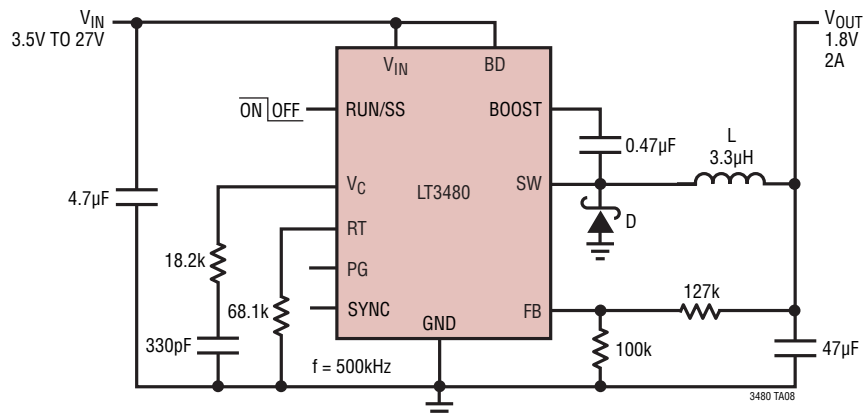 VIN
3.5V TO 27V
VOUT
1.8V
2A
VIN
BD
ON OFF
RUN/SS
BOOST
L
3.3µH
0.47µF
4.7µF
VC
LT3480
SW
D
RT
18.2k
PG
127k
68.1k
SYNC
FB
GND
330pF
f = 500kHz
100k
47µF
3480 TA08